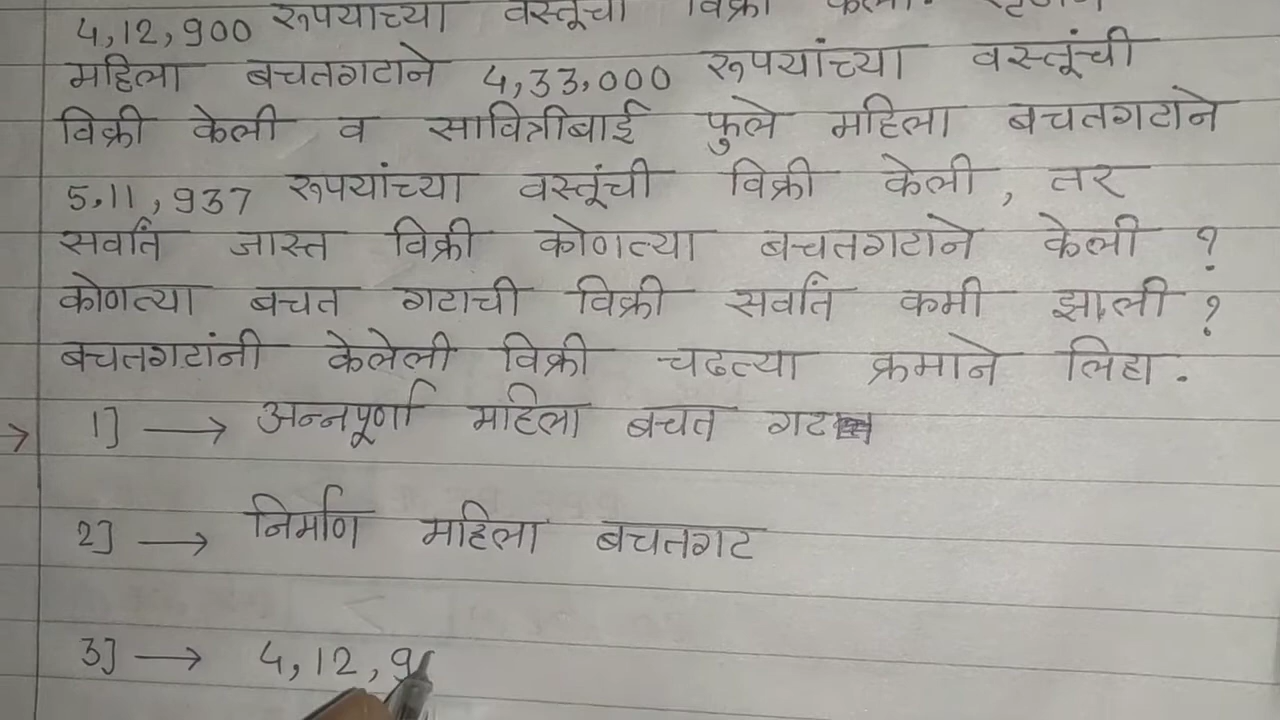 4,12,900 रूपयाच्या वस्तूंची विक्री
महिला बचतगटाने 4,33,000 रूपयांच्या वस्तूंची
विक्री केली व सावित्रीबाई फुले महिला बचतगटाने
5,11,937 रूपयांच्या वस्तूंची विक्री केली, तर
सर्वात जास्त विक्री कोणत्या बचतगटाने केली ?
कोणत्या बचत गटाची विक्री सर्वात कमी झाली ?
बचतगटांनी केलेली विक्री चढत्या क्रमाने लिहा.
→ 1] → अन्नपूर्णा महिला बचत गट
2] → निर्माण महिला बचतगट
3] → 4,12,9